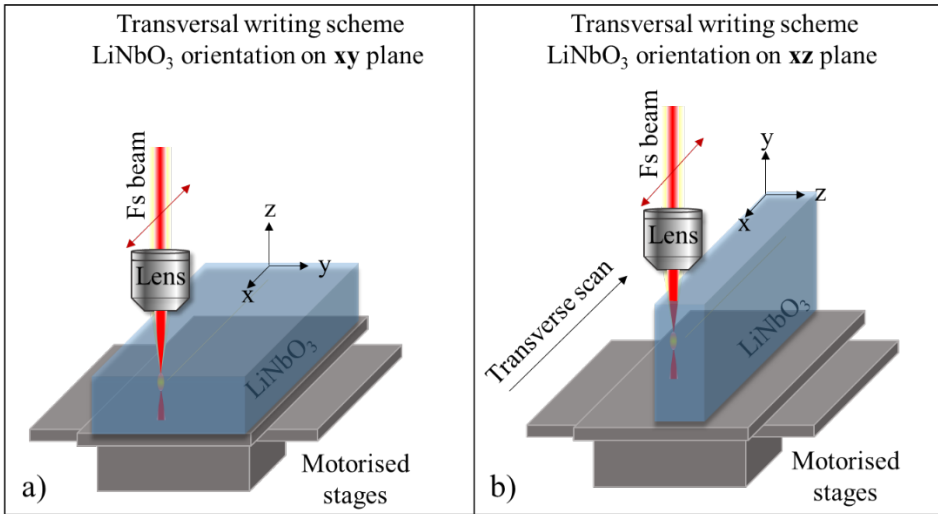 Transversal writing scheme
LiNbO₃ orientation on xy plane
Fs beam
Lens
z
y
x
LiNbO₃
Motorised
stages
a)
Transversal writing scheme
LiNbO₃ orientation on xz plane
Fs beam
Lens
y
z
x
Transverse scan
LiNbO₃
Motorised
stages
b)